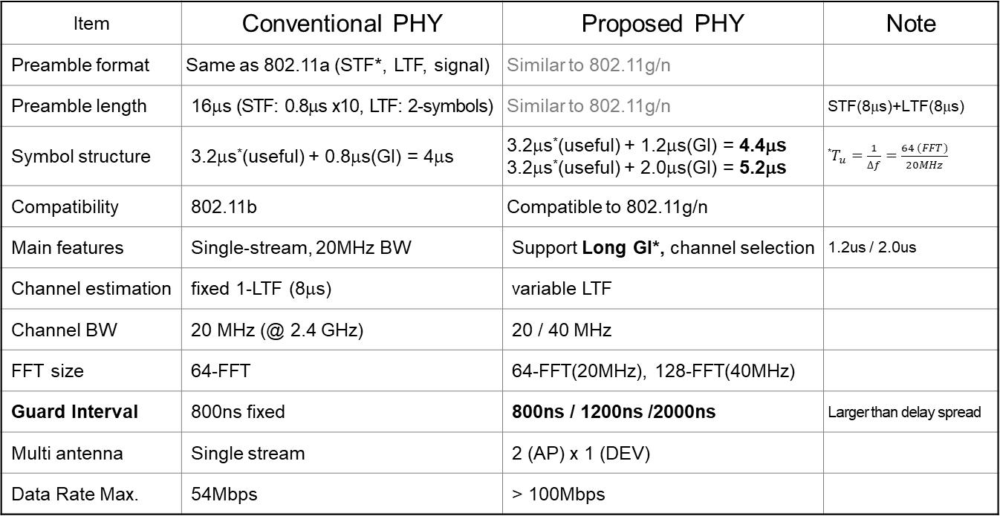 Item Conventional PHY Proposed PHY Note
Preamble format Same as 802.11a (STF*, LTF, signal) Similar to 802.11g/n
Preamble length 16μs (STF: 0.8μs x10, LTF: 2-symbols) Similar to 802.11g/n STF(8μs)+LTF(8μs)
Symbol structure 3.2μs*(useful) + 0.8μs(GI) = 4μs 3.2μs*(useful) + 1.2μs(GI) = 4.4μs
3.2μs*(useful) + 2.0μs(GI) = 5.2μs *T_u = 1/Δf = 64 (FFT)/20MHz
Compatibility 802.11b Compatible to 802.11g/n
Main features Single-stream, 20MHz BW Support Long GI*, channel selection 1.2us / 2.0us
Channel estimation fixed 1-LTF (8μs) variable LTF
Channel BW 20 MHz (@ 2.4 GHz) 20 / 40 MHz
FFT size 64-FFT 64-FFT(20MHz), 128-FFT(40MHz)
Guard Interval 800ns fixed 800ns / 1200ns /2000ns Larger than delay spread
Multi antenna Single stream 2 (AP) x 1 (DEV)
Data Rate Max. 54Mbps > 100Mbps